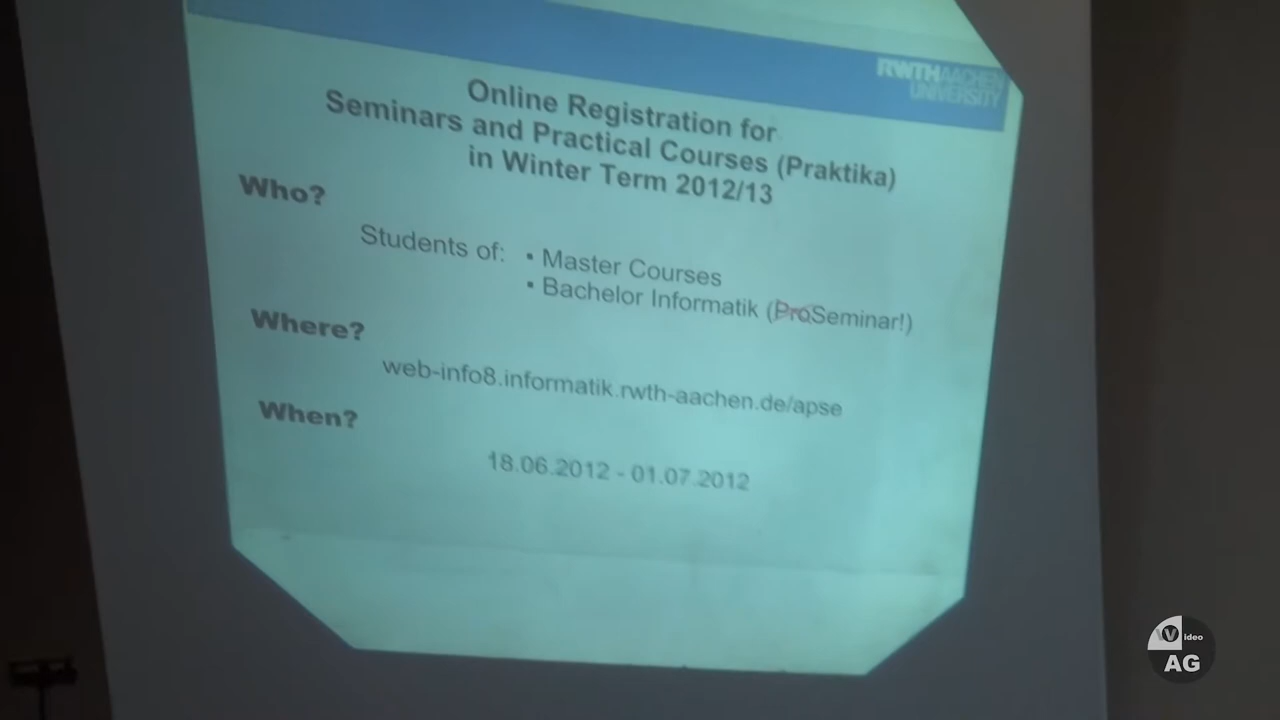 RWTHAACHEN
UNIVERSITY
Online Registration for
Seminars and Practical Courses (Praktika)
in Winter Term 2012/13
Who?
Students of: • Master Courses
• Bachelor Informatik (ProSeminar!)
Where?
web-info8.informatik.rwth-aachen.de/apse
When?
18.06.2012 - 01.07.2012
Video
AG